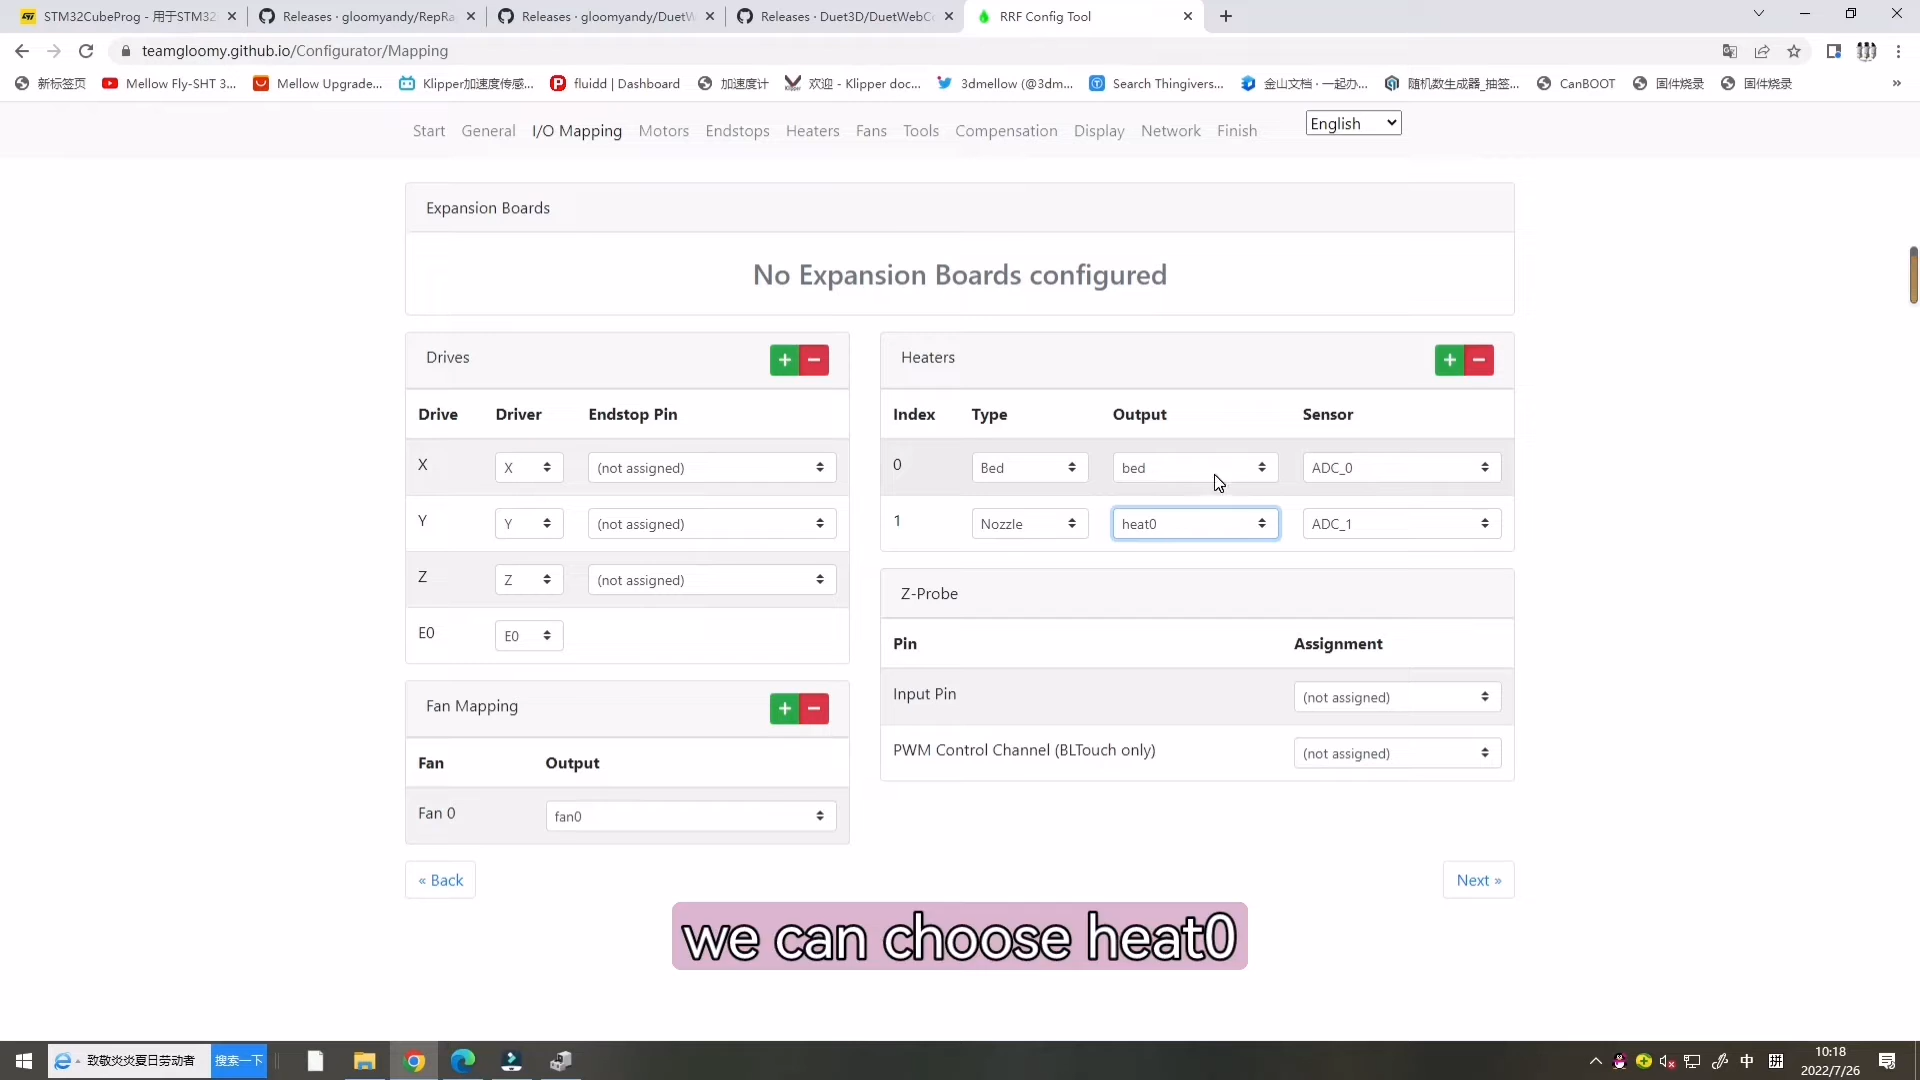 STM32CubeProg - 用于STM32
Releases · gloomyandy/RepRa
Releases · gloomyandy/DuetW
Releases · Duet3D/DuetWebCo
RRF Config Tool
teamgloomy.github.io/Configurator/Mapping
新标签页
Mellow Fly-SHT 3...
Mellow Upgrade...
Klipper加速度传感...
fluidd | Dashboard
加速度计
欢迎 - Klipper doc...
3dmellow (@3dm...
Search Thingivers...
金山文档 · 一起办...
随机数生成器_抽签...
CanBOOT
固件烧录
固件烧录
»
Start General I/O Mapping Motors Endstops Heaters Fans Tools Compensation Display Network Finish
English
Expansion Boards
No Expansion Boards configured
Drives
+ −
Drive Driver Endstop Pin
X X (not assigned)
Y Y (not assigned)
Z Z (not assigned)
E0 E0
Fan Mapping
+ −
Fan Output
Fan 0 fan0
Heaters
+ −
Index Type Output Sensor
0 Bed bed ADC_0
1 Nozzle heat0 ADC_1
Z-Probe
Pin Assignment
Input Pin (not assigned)
PWM Control Channel (BLTouch only) (not assigned)
« Back
Next »
we can choose heat0
致敬炎炎夏日劳动者
搜索一下
中
拼
10:18
2022/7/26